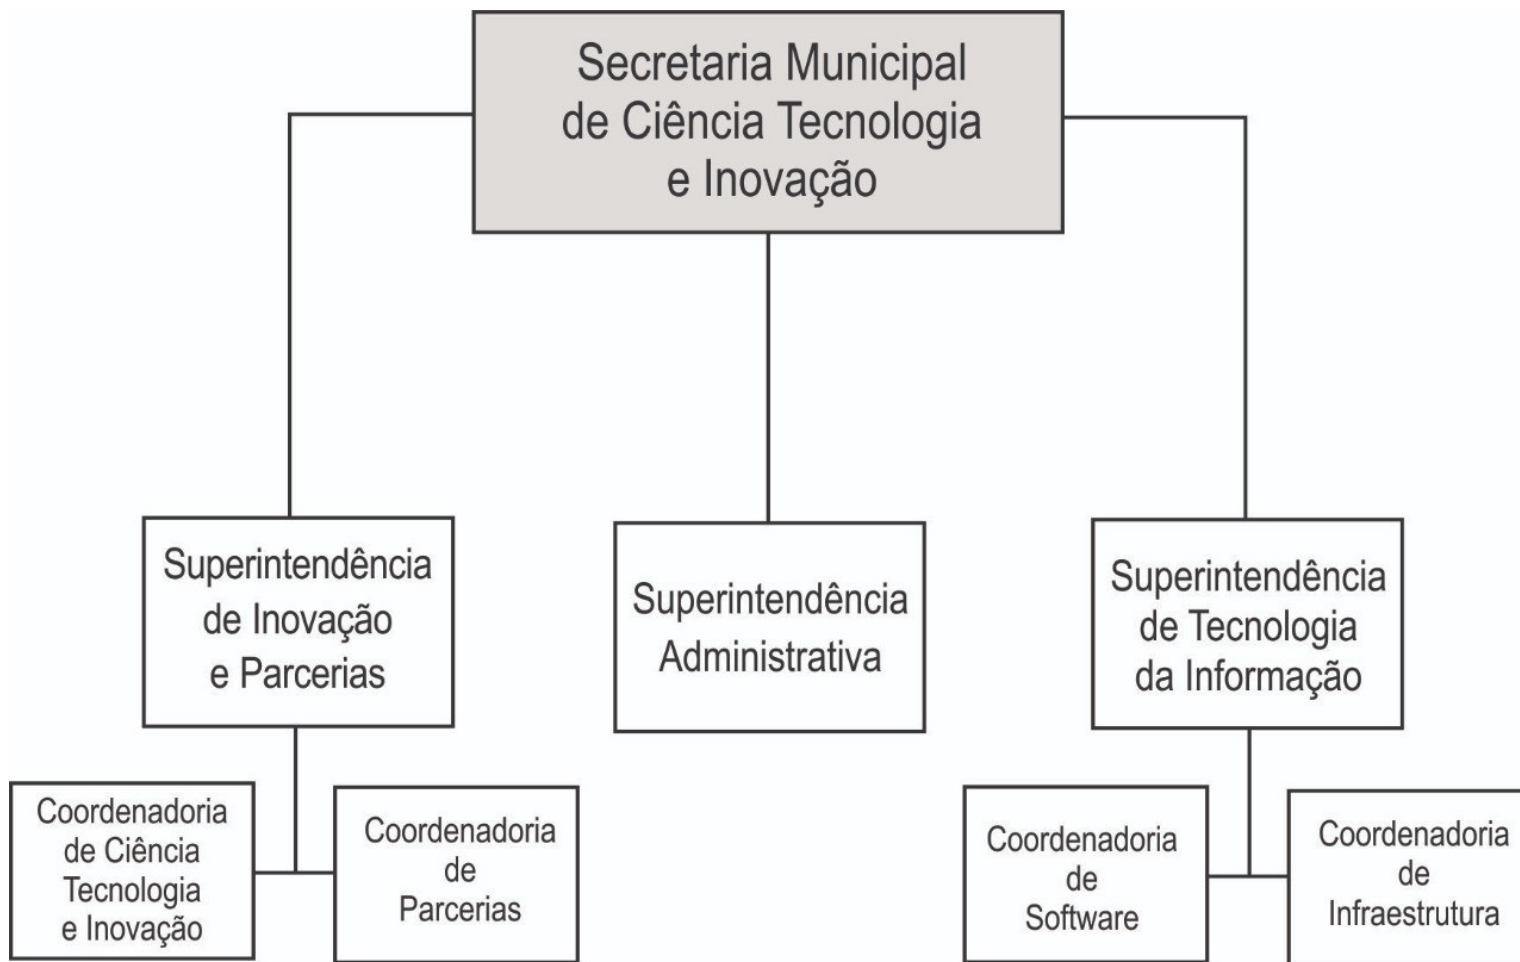 Secretaria Municipal
de Ciência Tecnologia
e Inovação
Superintendência
de Inovação
e Parcerias
Superintendência
Administrativa
Superintendência
de Tecnologia
da Informação
Coordenadoria
de Ciência
Tecnologia
e Inovação
Coordenadoria
de
Parcerias
Coordenadoria
de
Software
Coordenadoria
de
Infraestrutura